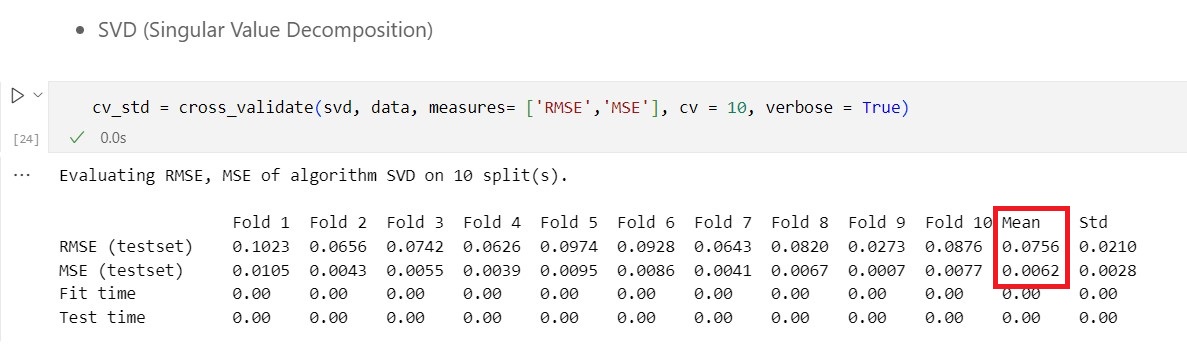 • SVD (Singular Value Decomposition)
cv_std = cross_validate(svd, data, measures= ['RMSE','MSE'], cv = 10, verbose = True)
[24] ✓ 0.0s
... Evaluating RMSE, MSE of algorithm SVD on 10 split(s).
Fold 1 Fold 2 Fold 3 Fold 4 Fold 5 Fold 6 Fold 7 Fold 8 Fold 9 Fold 10 Mean Std
RMSE (testset) 0.1023 0.0656 0.0742 0.0626 0.0974 0.0928 0.0643 0.0820 0.0273 0.0876 0.0756 0.0210
MSE (testset) 0.0105 0.0043 0.0055 0.0039 0.0095 0.0086 0.0041 0.0067 0.0007 0.0077 0.0062 0.0028
Fit time 0.00 0.00 0.00 0.00 0.00 0.00 0.00 0.00 0.00 0.00 0.00 0.00
Test time 0.00 0.00 0.00 0.00 0.00 0.00 0.00 0.00 0.00 0.00 0.00 0.00